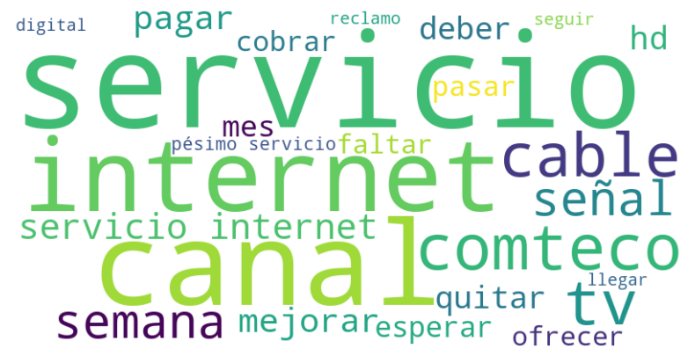 digital
pagar
reclamo
seguir
cobrar
deber
hd
servicio
pasar
mes
pésimo servicio
faltar
cable
internet
señal
servicio internet
canal
comteco
llegar
quitar
tv
semana
mejorar
esperar
ofrecer